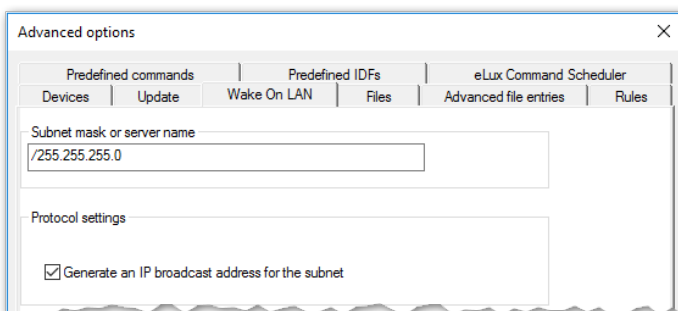 Advanced options
Predefined commands Predefined IDFs eLux Command Scheduler
Devices Update Wake On LAN Files Advanced file entries Rules
Subnet mask or server name
/255.255.255.0
Protocol settings
Generate an IP broadcast address for the subnet